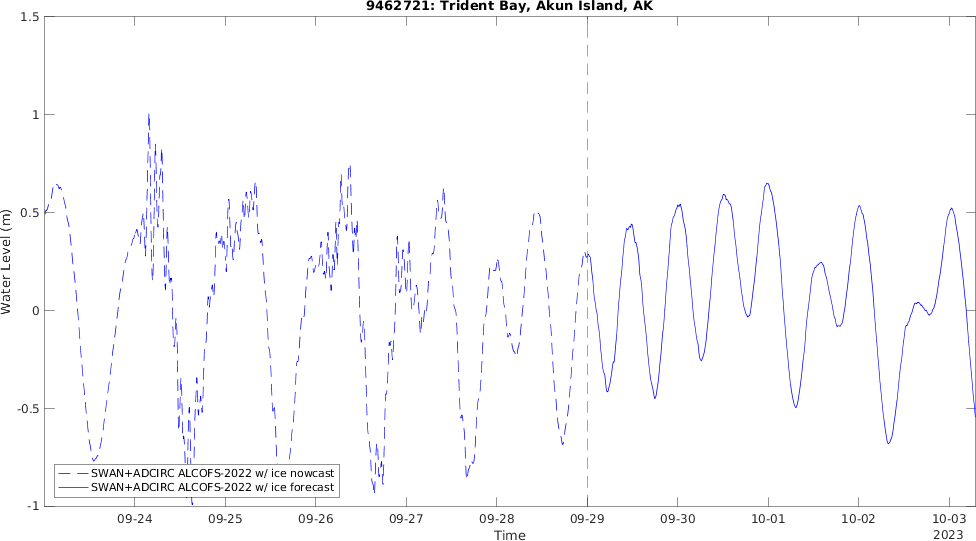 9462721: Trident Bay, Akun Island, AK
1.5
1
0.5
0
-0.5
-1
Water Level (m)
SWAN+ADCIRC ALCOFS-2022 w/ ice nowcast
SWAN+ADCIRC ALCOFS-2022 w/ ice forecast
09-24 09-25 09-26 09-27 09-28 09-29 09-30 10-01 10-02 10-03
2023
Time